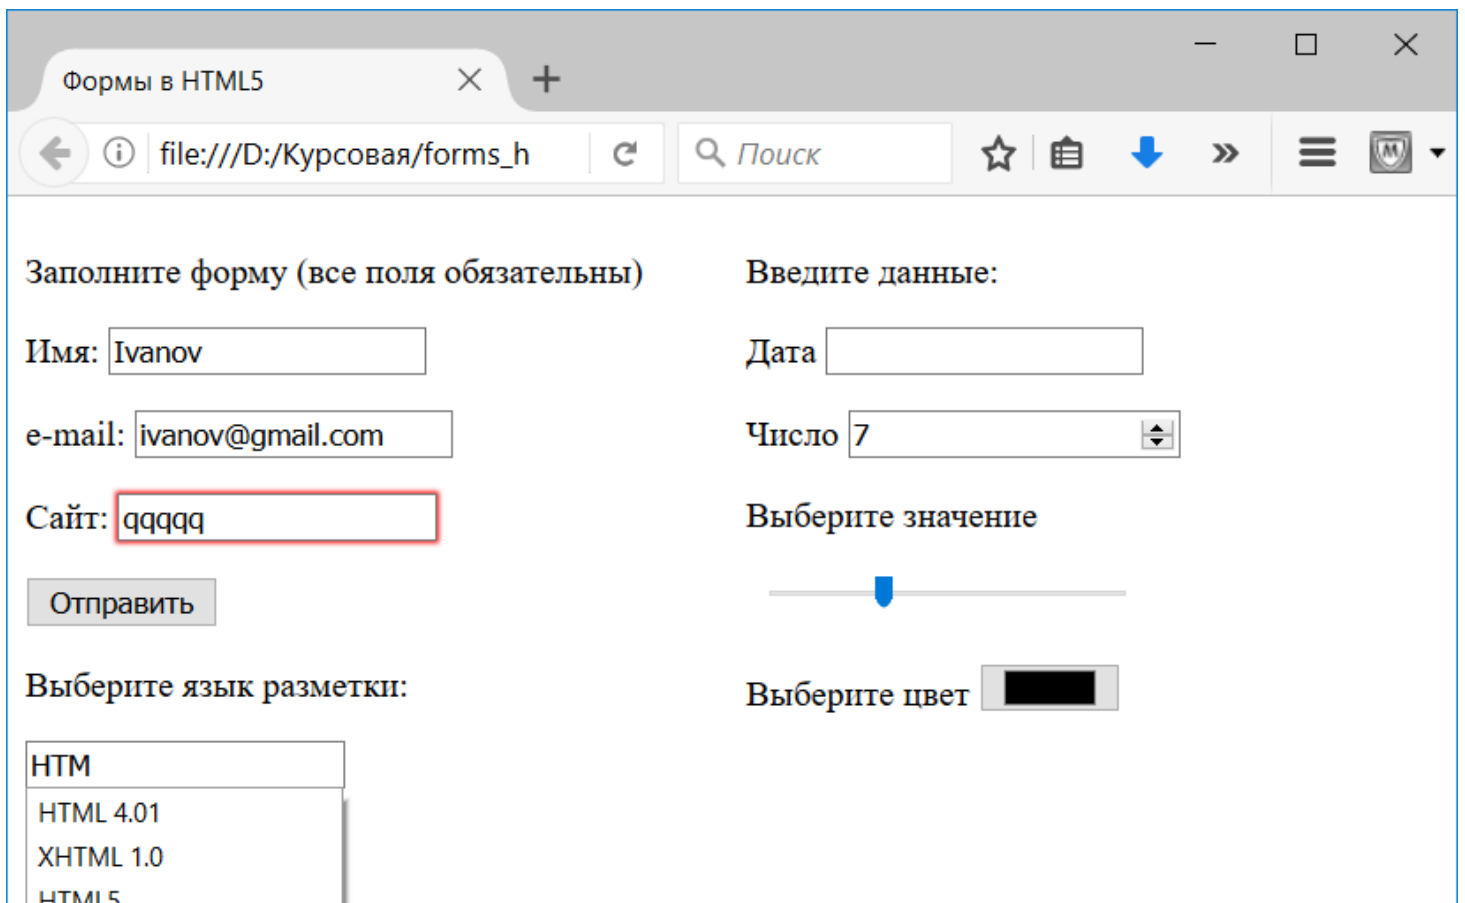 Формы в HTML5
file:///D:/Курсовая/forms_h
Поиск
Заполните форму (все поля обязательны)
Имя: Ivanov
e-mail: ivanov@gmail.com
Сайт: qqqqq
Отправить
Выберите язык разметки:
HTM
HTML 4.01
XHTML 1.0
HTML5
Введите данные:
Дата
Число 7
Выберите значение
Выберите цвет